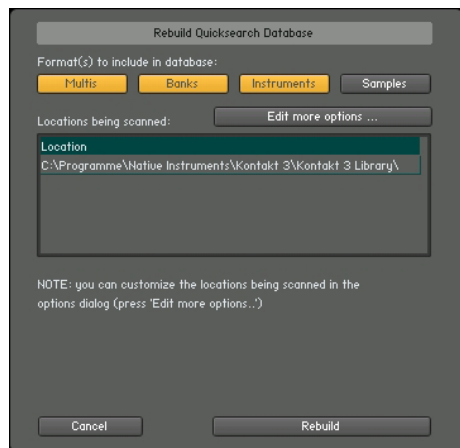 Rebuild Quicksearch Database
Format(s) to include in database:
Multis Banks Instruments Samples
Locations being scanned: Edit more options ...
Location
C:\Programme\Native Instruments\Kontakt 3\Kontakt 3 Library\
NOTE: you can customize the locations being scanned in the
options dialog (press 'Edit more options..')
Cancel Rebuild